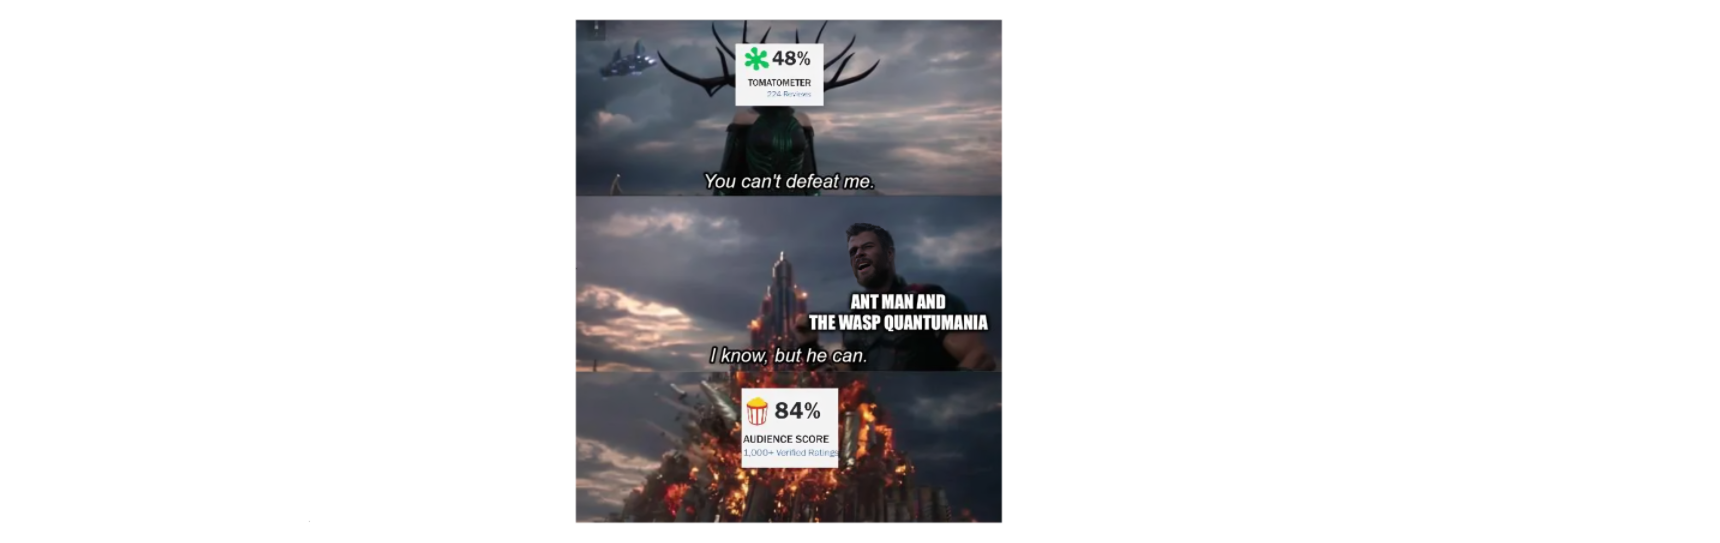 48%
TOMATOMETER
224 Reviews
You can't defeat me.
ANT MAN AND
THE WASP QUANTUMANIA
I know, but he can.
84%
AUDIENCE SCORE
1,000+ Verified Ratings